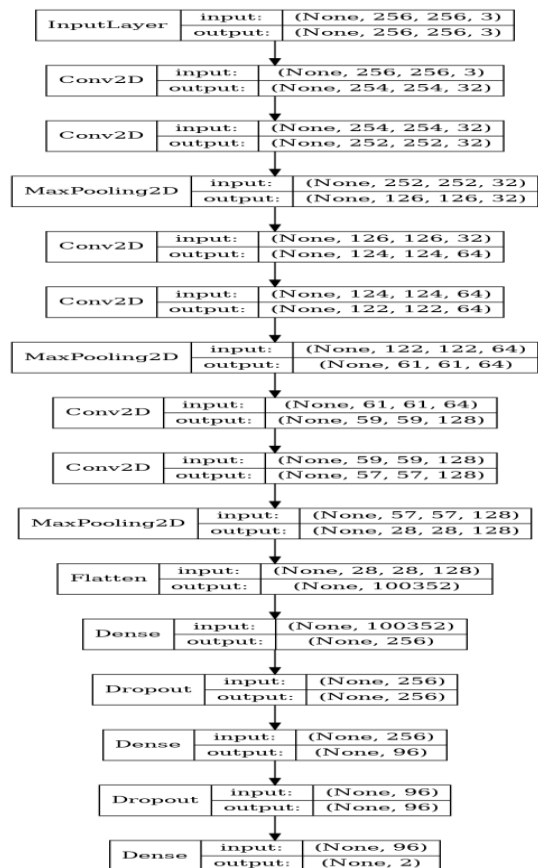 InputLayer input: (None, 256, 256, 3)
output: (None, 256, 256, 3)
Conv2D input: (None, 256, 256, 3)
output: (None, 254, 254, 32)
Conv2D input: (None, 254, 254, 32)
output: (None, 252, 252, 32)
MaxPooling2D input: (None, 252, 252, 32)
output: (None, 126, 126, 32)
Conv2D input: (None, 126, 126, 32)
output: (None, 124, 124, 64)
Conv2D input: (None, 124, 124, 64)
output: (None, 122, 122, 64)
MaxPooling2D input: (None, 122, 122, 64)
output: (None, 61, 61, 64)
Conv2D input: (None, 61, 61, 64)
output: (None, 59, 59, 128)
Conv2D input: (None, 59, 59, 128)
output: (None, 57, 57, 128)
MaxPooling2D input: (None, 57, 57, 128)
output: (None, 28, 28, 128)
Flatten input: (None, 28, 28, 128)
output: (None, 100352)
Dense input: (None, 100352)
output: (None, 256)
Dropout input: (None, 256)
output: (None, 256)
Dense input: (None, 256)
output: (None, 96)
Dropout input: (None, 96)
output: (None, 96)
Dense input: (None, 96)
output: (None, 2)